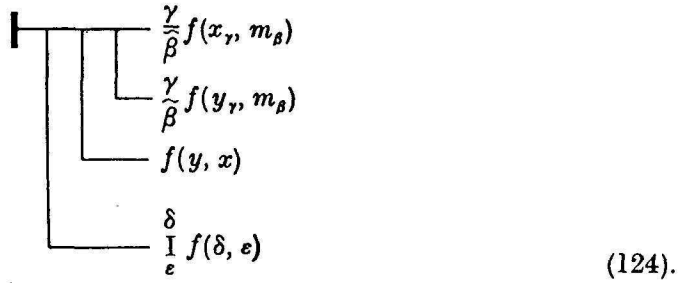 γ
≃
β f(x_γ, m_β)
γ
~
β f(y_γ, m_β)
f(y, x)
δ
I f(δ, ε)
ε
(124).